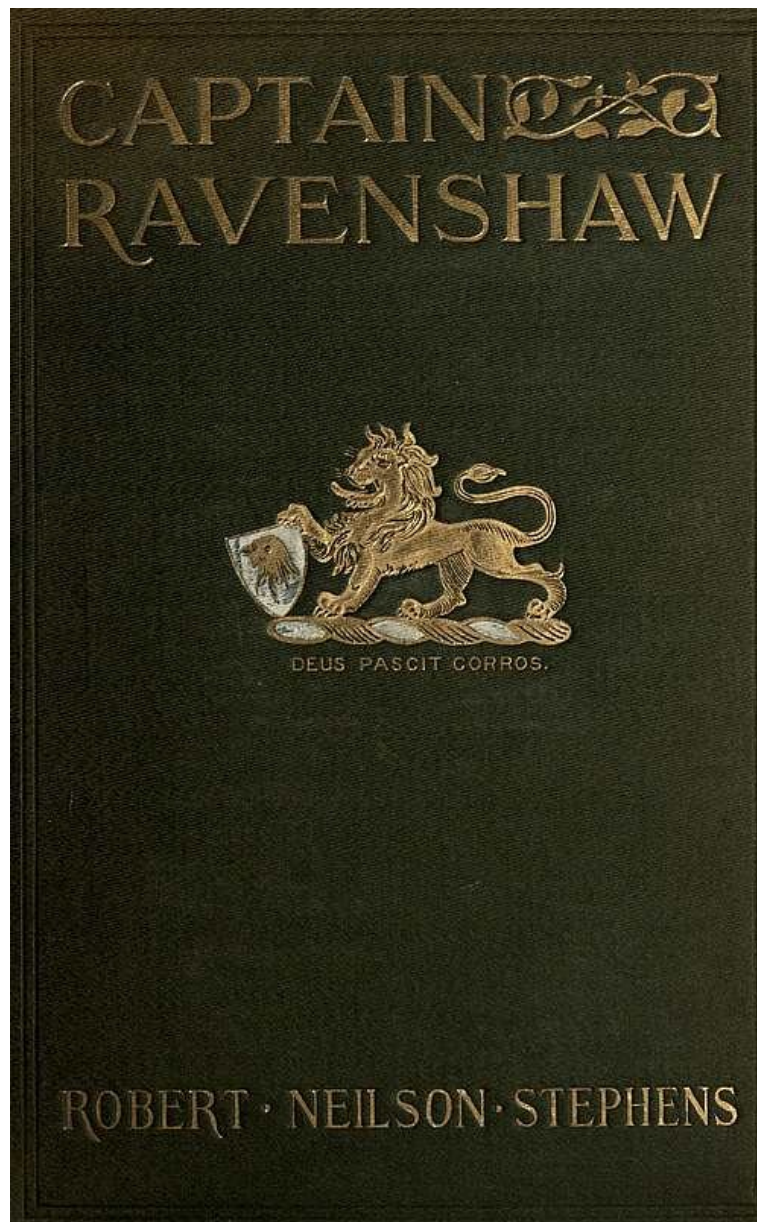 CAPTAIN
RAVENSHAW
DEUS PASCIT CORROS.
ROBERT · NEILSON · STEPHENS